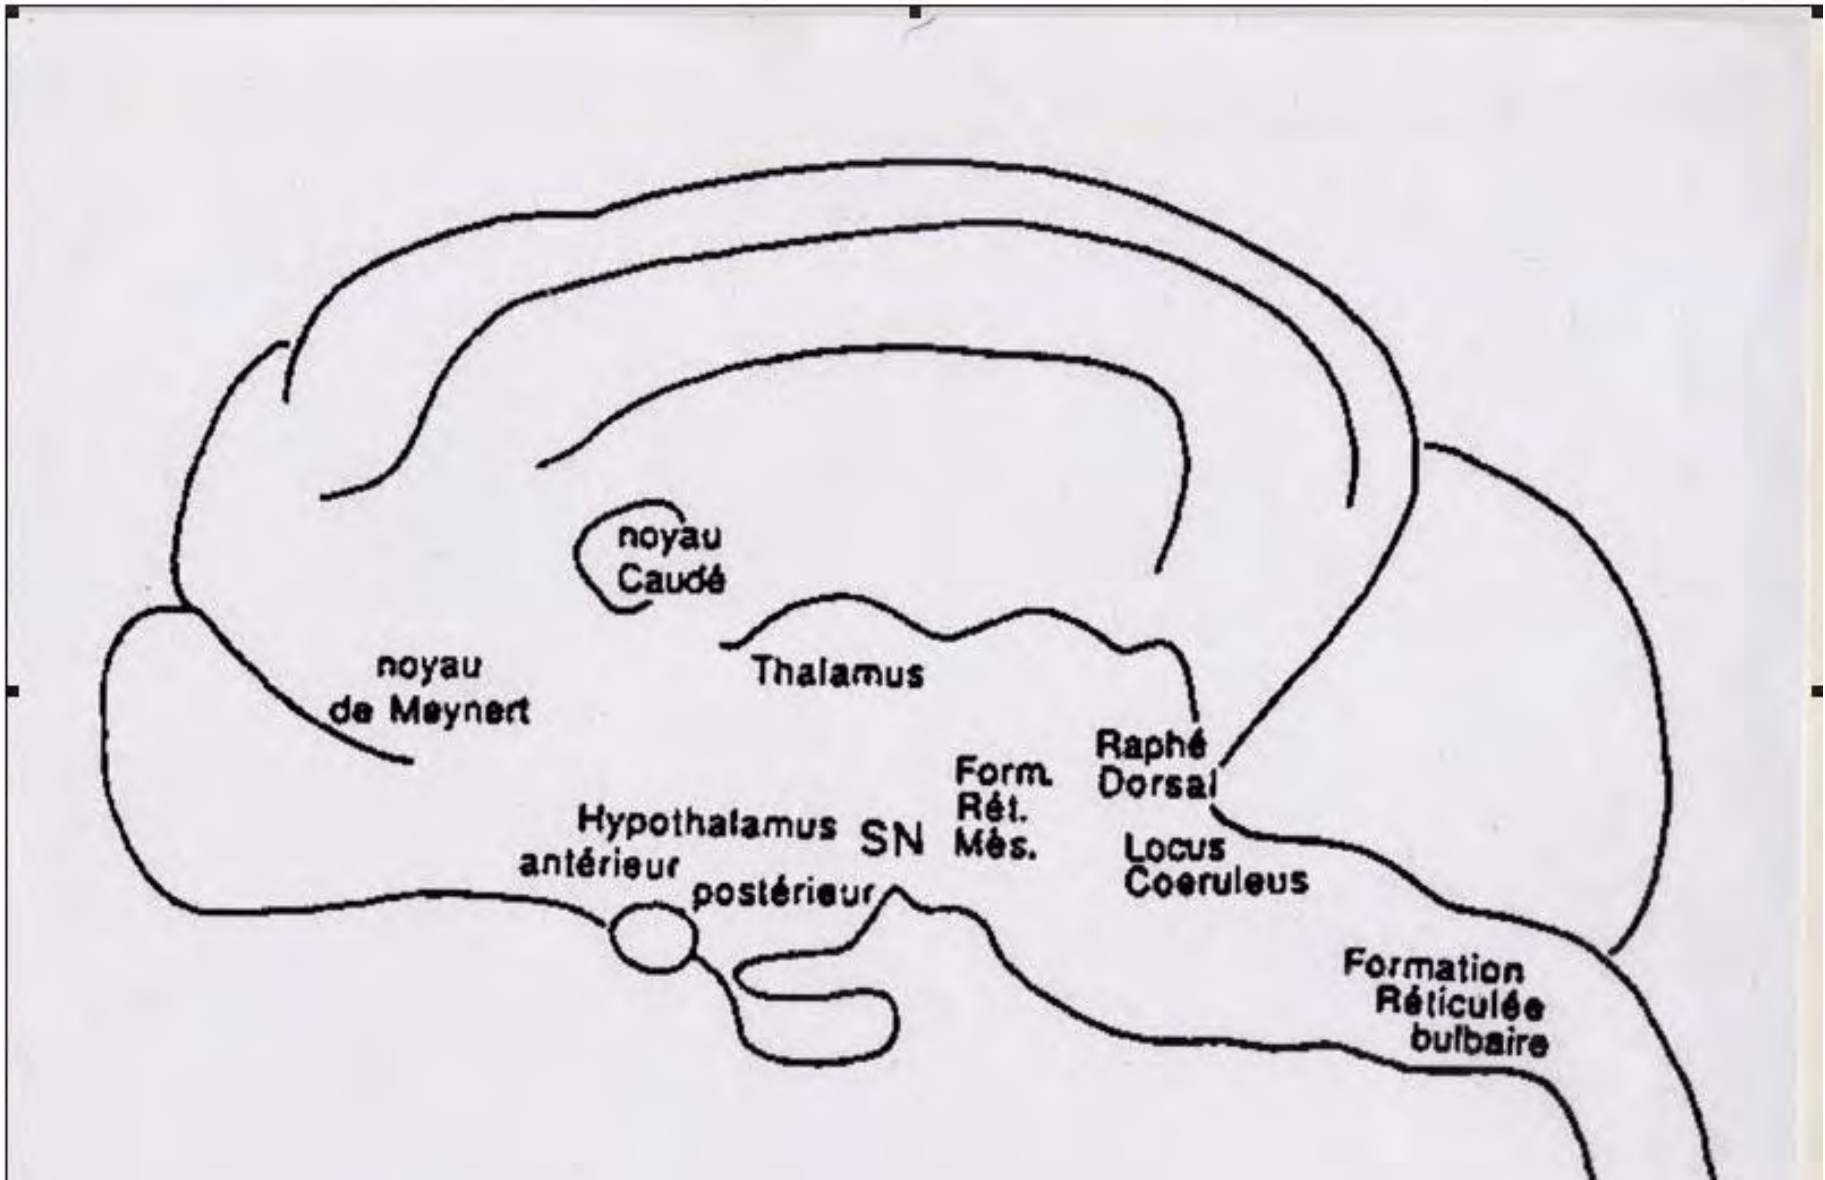 noyau
Caudé
noyau
de Meynert
Thalamus
Raphé
Dorsal
Form.
Rét.
Mès.
Hypothalamus
antérieur
postérieur
SN
Locus
Coeruleus
Formation
Réticulée
bulbaire